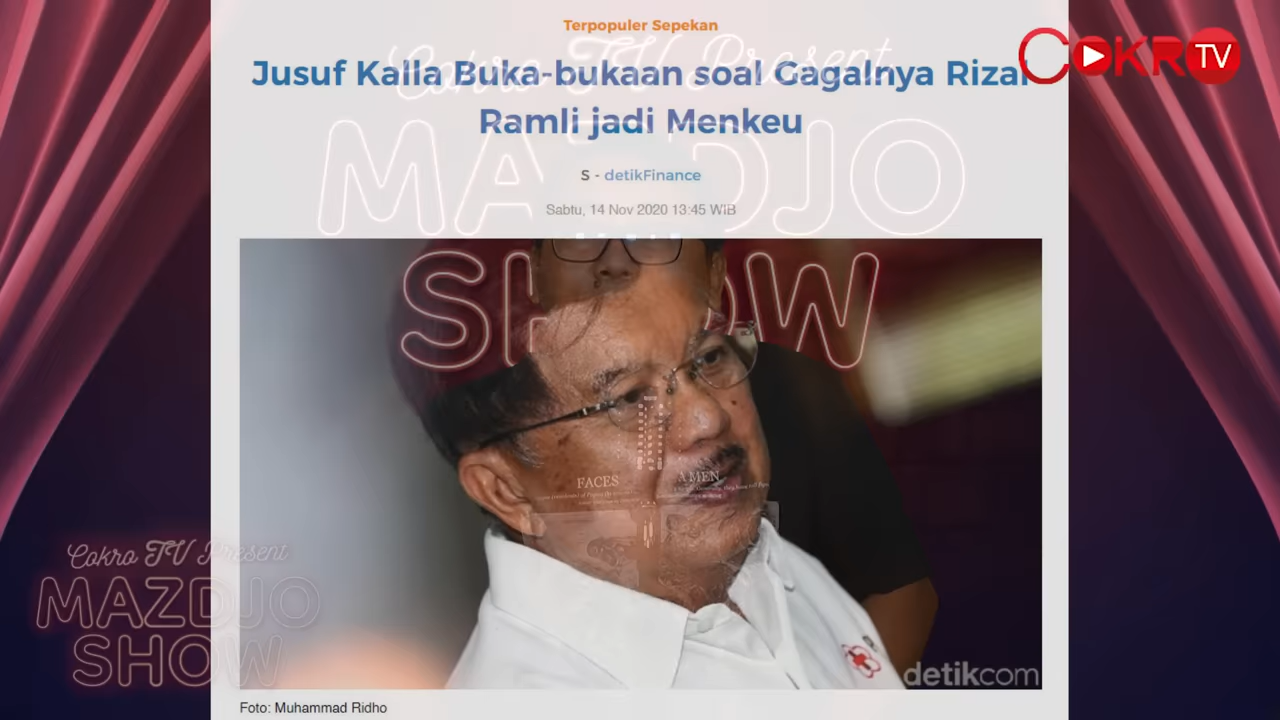 Terpopuler Sepekan
COKRO TV
Cokro TV Present
Jusuf Kalla Buka-bukaan soal Gagalnya Rizal
Ramli jadi Menkeu
MAZDJO
SHOW
S - detikFinance
Sabtu, 14 Nov 2020 13:45 WIB
FACES
AMEN
Cokro TV Present
MAZDJO
SHOW
detikcom
Foto: Muhammad Ridho